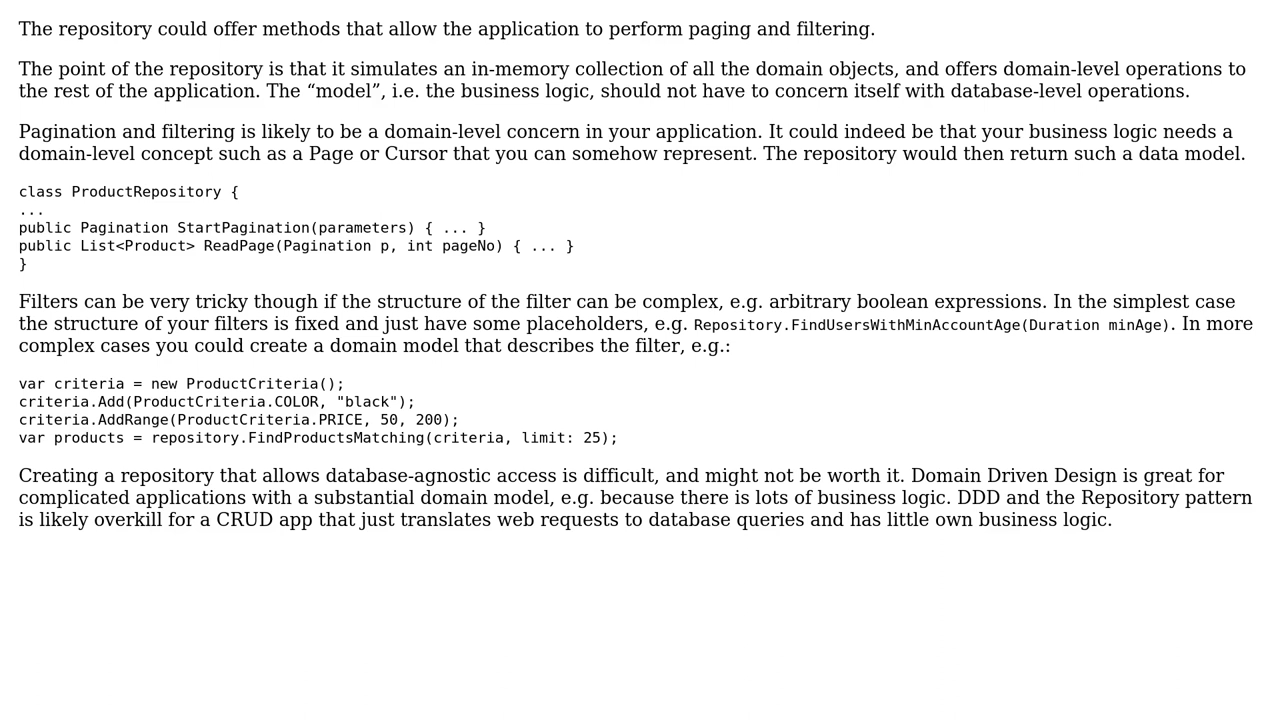 The repository could offer methods that allow the application to perform paging and filtering.
The point of the repository is that it simulates an in-memory collection of all the domain objects, and offers domain-level operations to
the rest of the application. The “model”, i.e. the business logic, should not have to concern itself with database-level operations.
Pagination and filtering is likely to be a domain-level concern in your application. It could indeed be that your business logic needs a
domain-level concept such as a Page or Cursor that you can somehow represent. The repository would then return such a data model.
class ProductRepository {
...
public Pagination StartPagination(parameters) { ... }
public List<Product> ReadPage(Pagination p, int pageNo) { ... }
}
Filters can be very tricky though if the structure of the filter can be complex, e.g. arbitrary boolean expressions. In the simplest case
the structure of your filters is fixed and just have some placeholders, e.g. Repository.FindUsersWithMinAccountAge(Duration minAge). In more
complex cases you could create a domain model that describes the filter, e.g.:
var criteria = new ProductCriteria();
criteria.Add(ProductCriteria.COLOR, "black");
criteria.AddRange(ProductCriteria.PRICE, 50, 200);
var products = repository.FindProductsMatching(criteria, limit: 25);
Creating a repository that allows database-agnostic access is difficult, and might not be worth it. Domain Driven Design is great for
complicated applications with a substantial domain model, e.g. because there is lots of business logic. DDD and the Repository pattern
is likely overkill for a CRUD app that just translates web requests to database queries and has little own business logic.